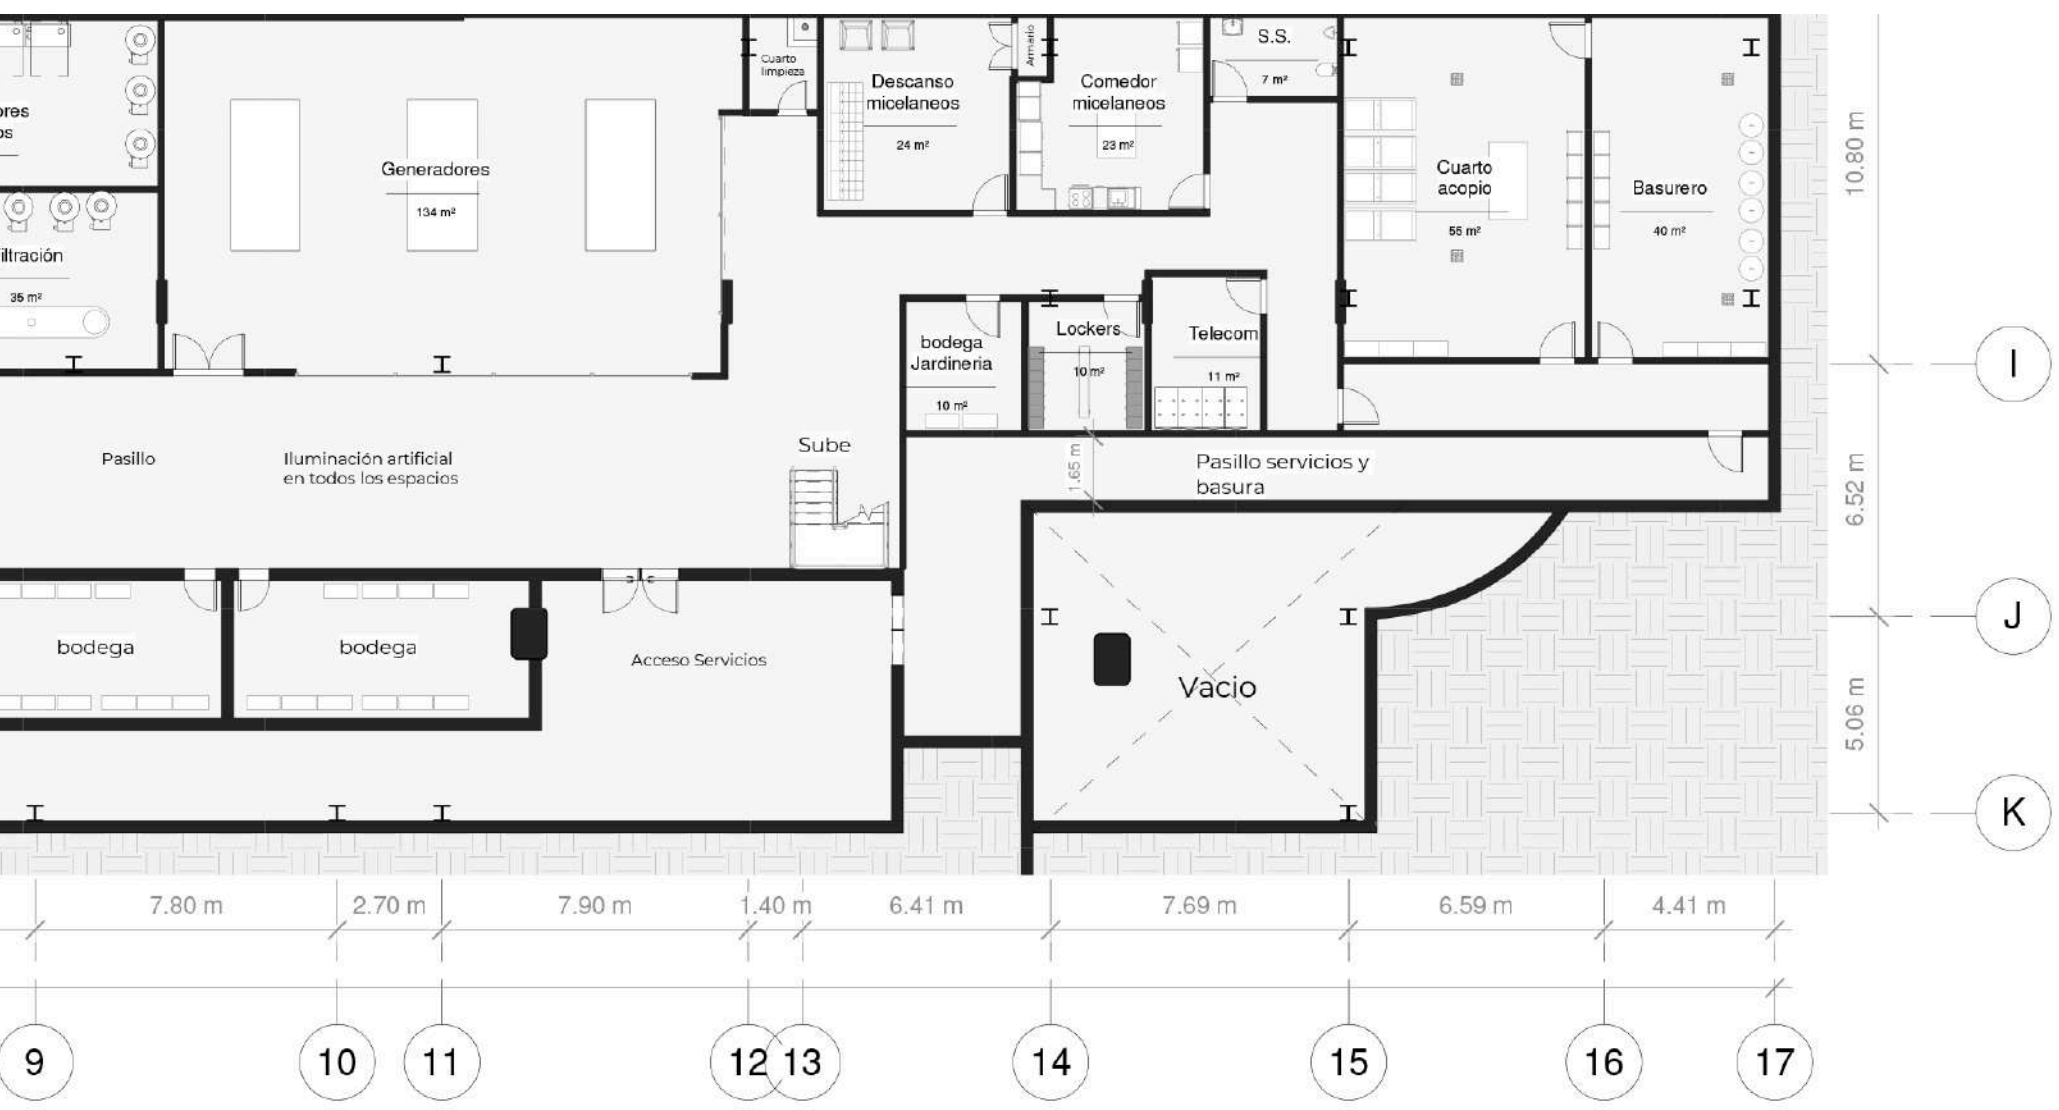 S.S.
7 m²
Cuarto
limpieza
Armario
Descanso
micelaneos
24 m²
Comedor
micelaneos
23 m²
Generadores
134 m²
Cuarto
acopio
55 m²
Basurero
40 m²
10.80 m
35 m²
bodega
Jardineria
10 m²
Lockers
10 m²
Telecom
11 m²
I
Pasillo
Iluminación artificial
en todos los espacios
Sube
1.65 m
Pasillo servicios y
basura
6.52 m
bodega
bodega
Acceso Servicios
Vacio
J
5.06 m
K
7.80 m
2.70 m
7.90 m
1.40 m
6.41 m
7.69 m
6.59 m
4.41 m
9
10
11
12
13
14
15
16
17